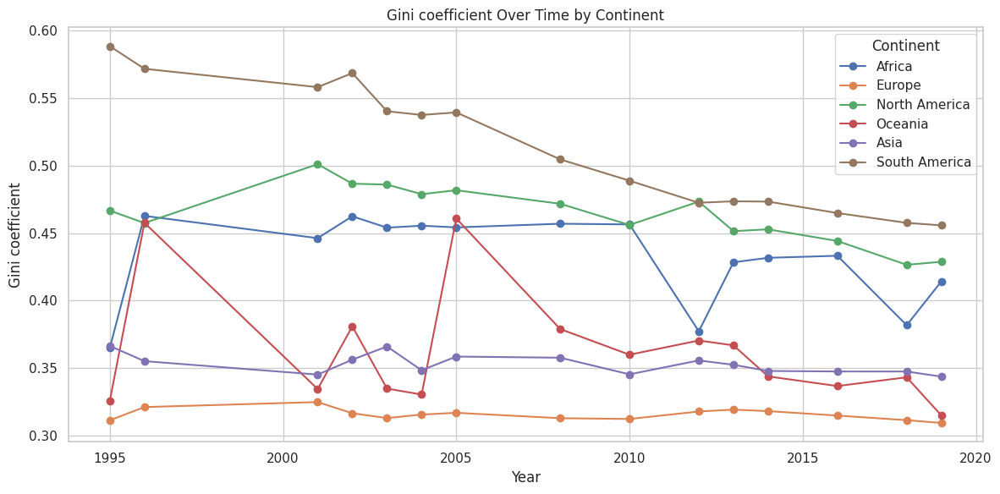 Gini coefficient Over Time by Continent
Gini coefficient
0.60
0.55
0.50
0.45
0.40
0.35
0.30
Continent
Africa
Europe
North America
Oceania
Asia
South America
1995
2000
2005
2010
2015
2020
Year